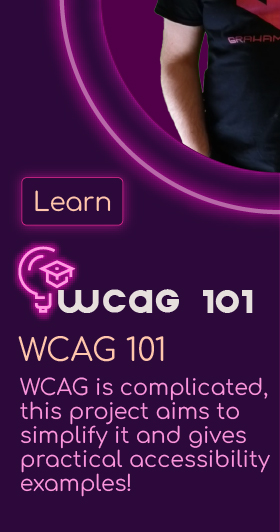 GRAHAM
Learn
WCAG 101
WCAG 101
WCAG is complicated,
this project aims to
simplify it and gives
practical accessibility
examples!